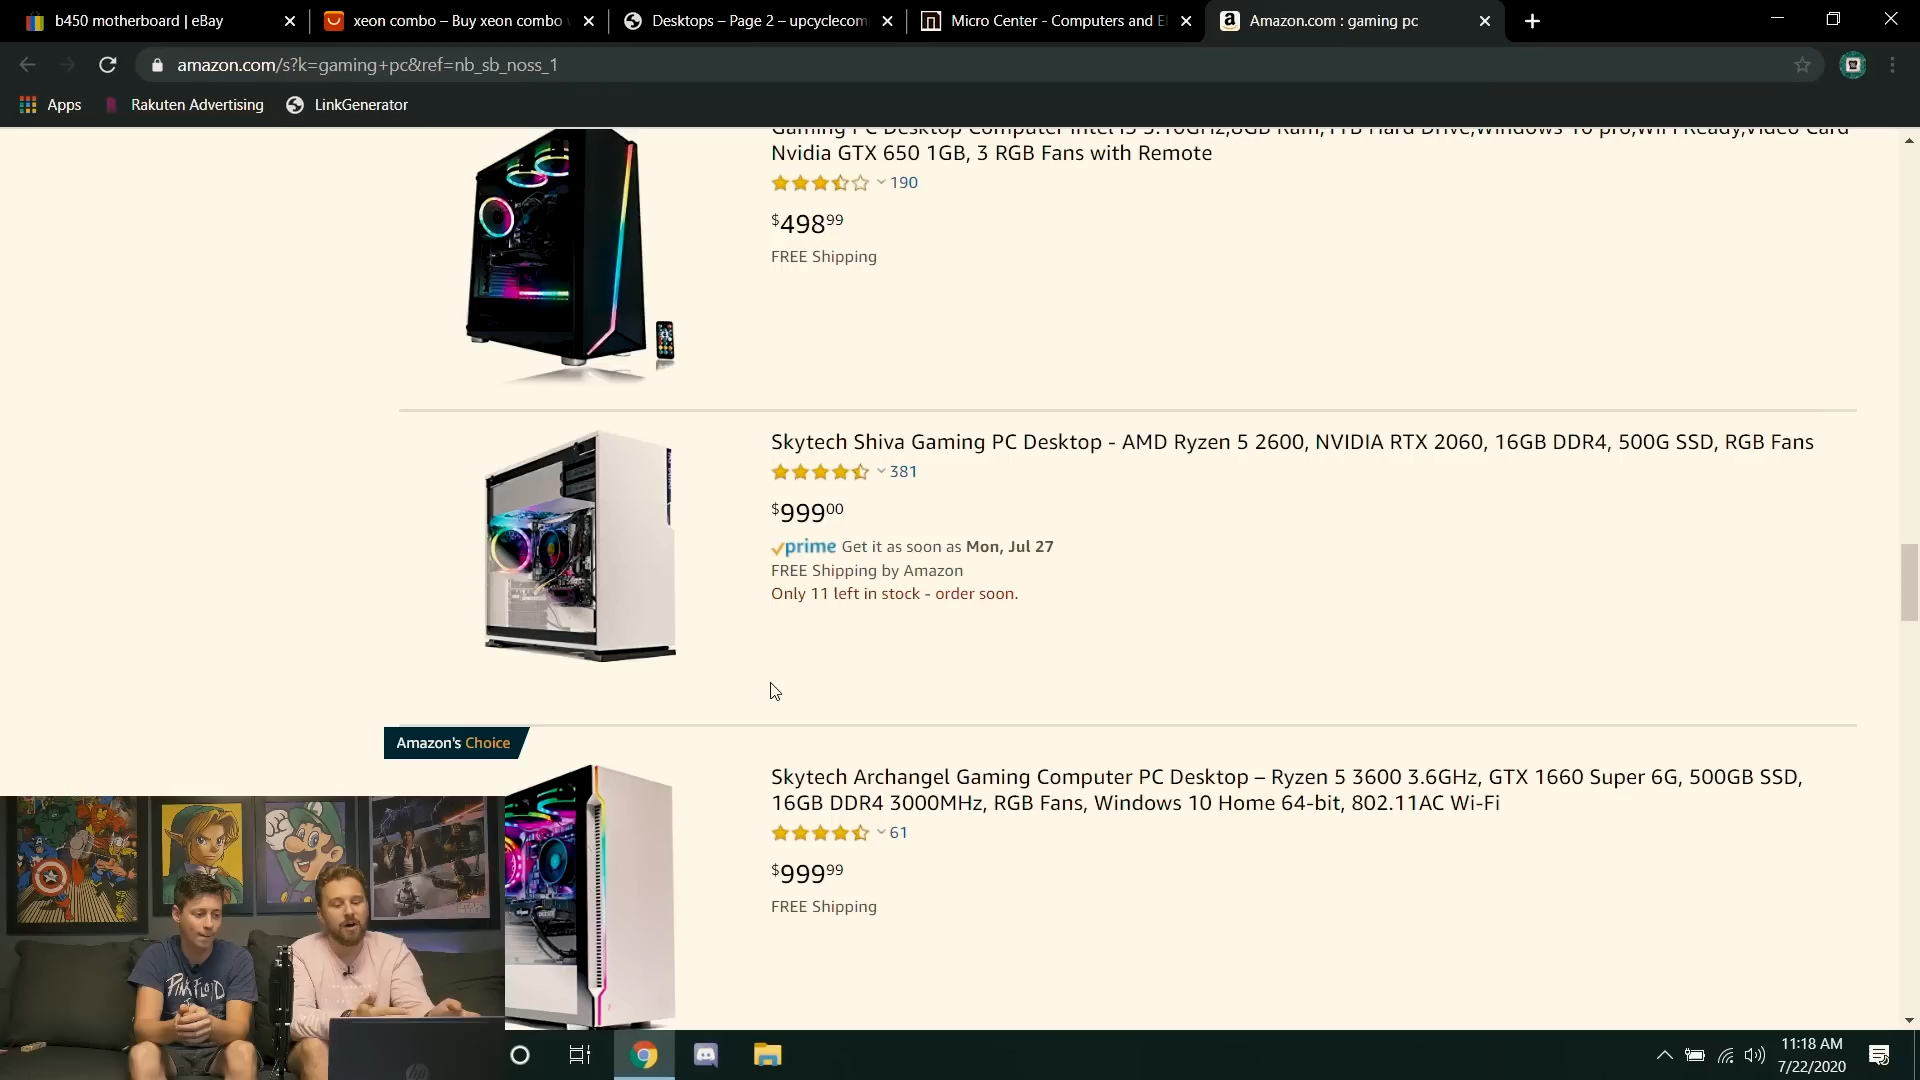 b450 motherboard | eBay
xeon combo – Buy xeon combo
Desktops – Page 2 – upcyclecom
Micro Center - Computers and El
Amazon.com : gaming pc
amazon.com/s?k=gaming+pc&ref=nb_sb_noss_1
Apps
Rakuten Advertising
LinkGenerator
Gaming PC Desktop Computer Intel i5 3.10GHz,8GB Ram,1TB Hard Drive,Windows 10 pro,WiFi Ready,Video Card
Nvidia GTX 650 1GB, 3 RGB Fans with Remote
190
$498.99
FREE Shipping
Skytech Shiva Gaming PC Desktop - AMD Ryzen 5 2600, NVIDIA RTX 2060, 16GB DDR4, 500G SSD, RGB Fans
381
$999.00
prime Get it as soon as Mon, Jul 27
FREE Shipping by Amazon
Only 11 left in stock - order soon.
Amazon's Choice
Skytech Archangel Gaming Computer PC Desktop – Ryzen 5 3600 3.6GHz, GTX 1660 Super 6G, 500GB SSD,
16GB DDR4 3000MHz, RGB Fans, Windows 10 Home 64-bit, 802.11AC Wi-Fi
61
$999.99
FREE Shipping
PINK FLOYD
hp
11:18 AM
7/22/2020